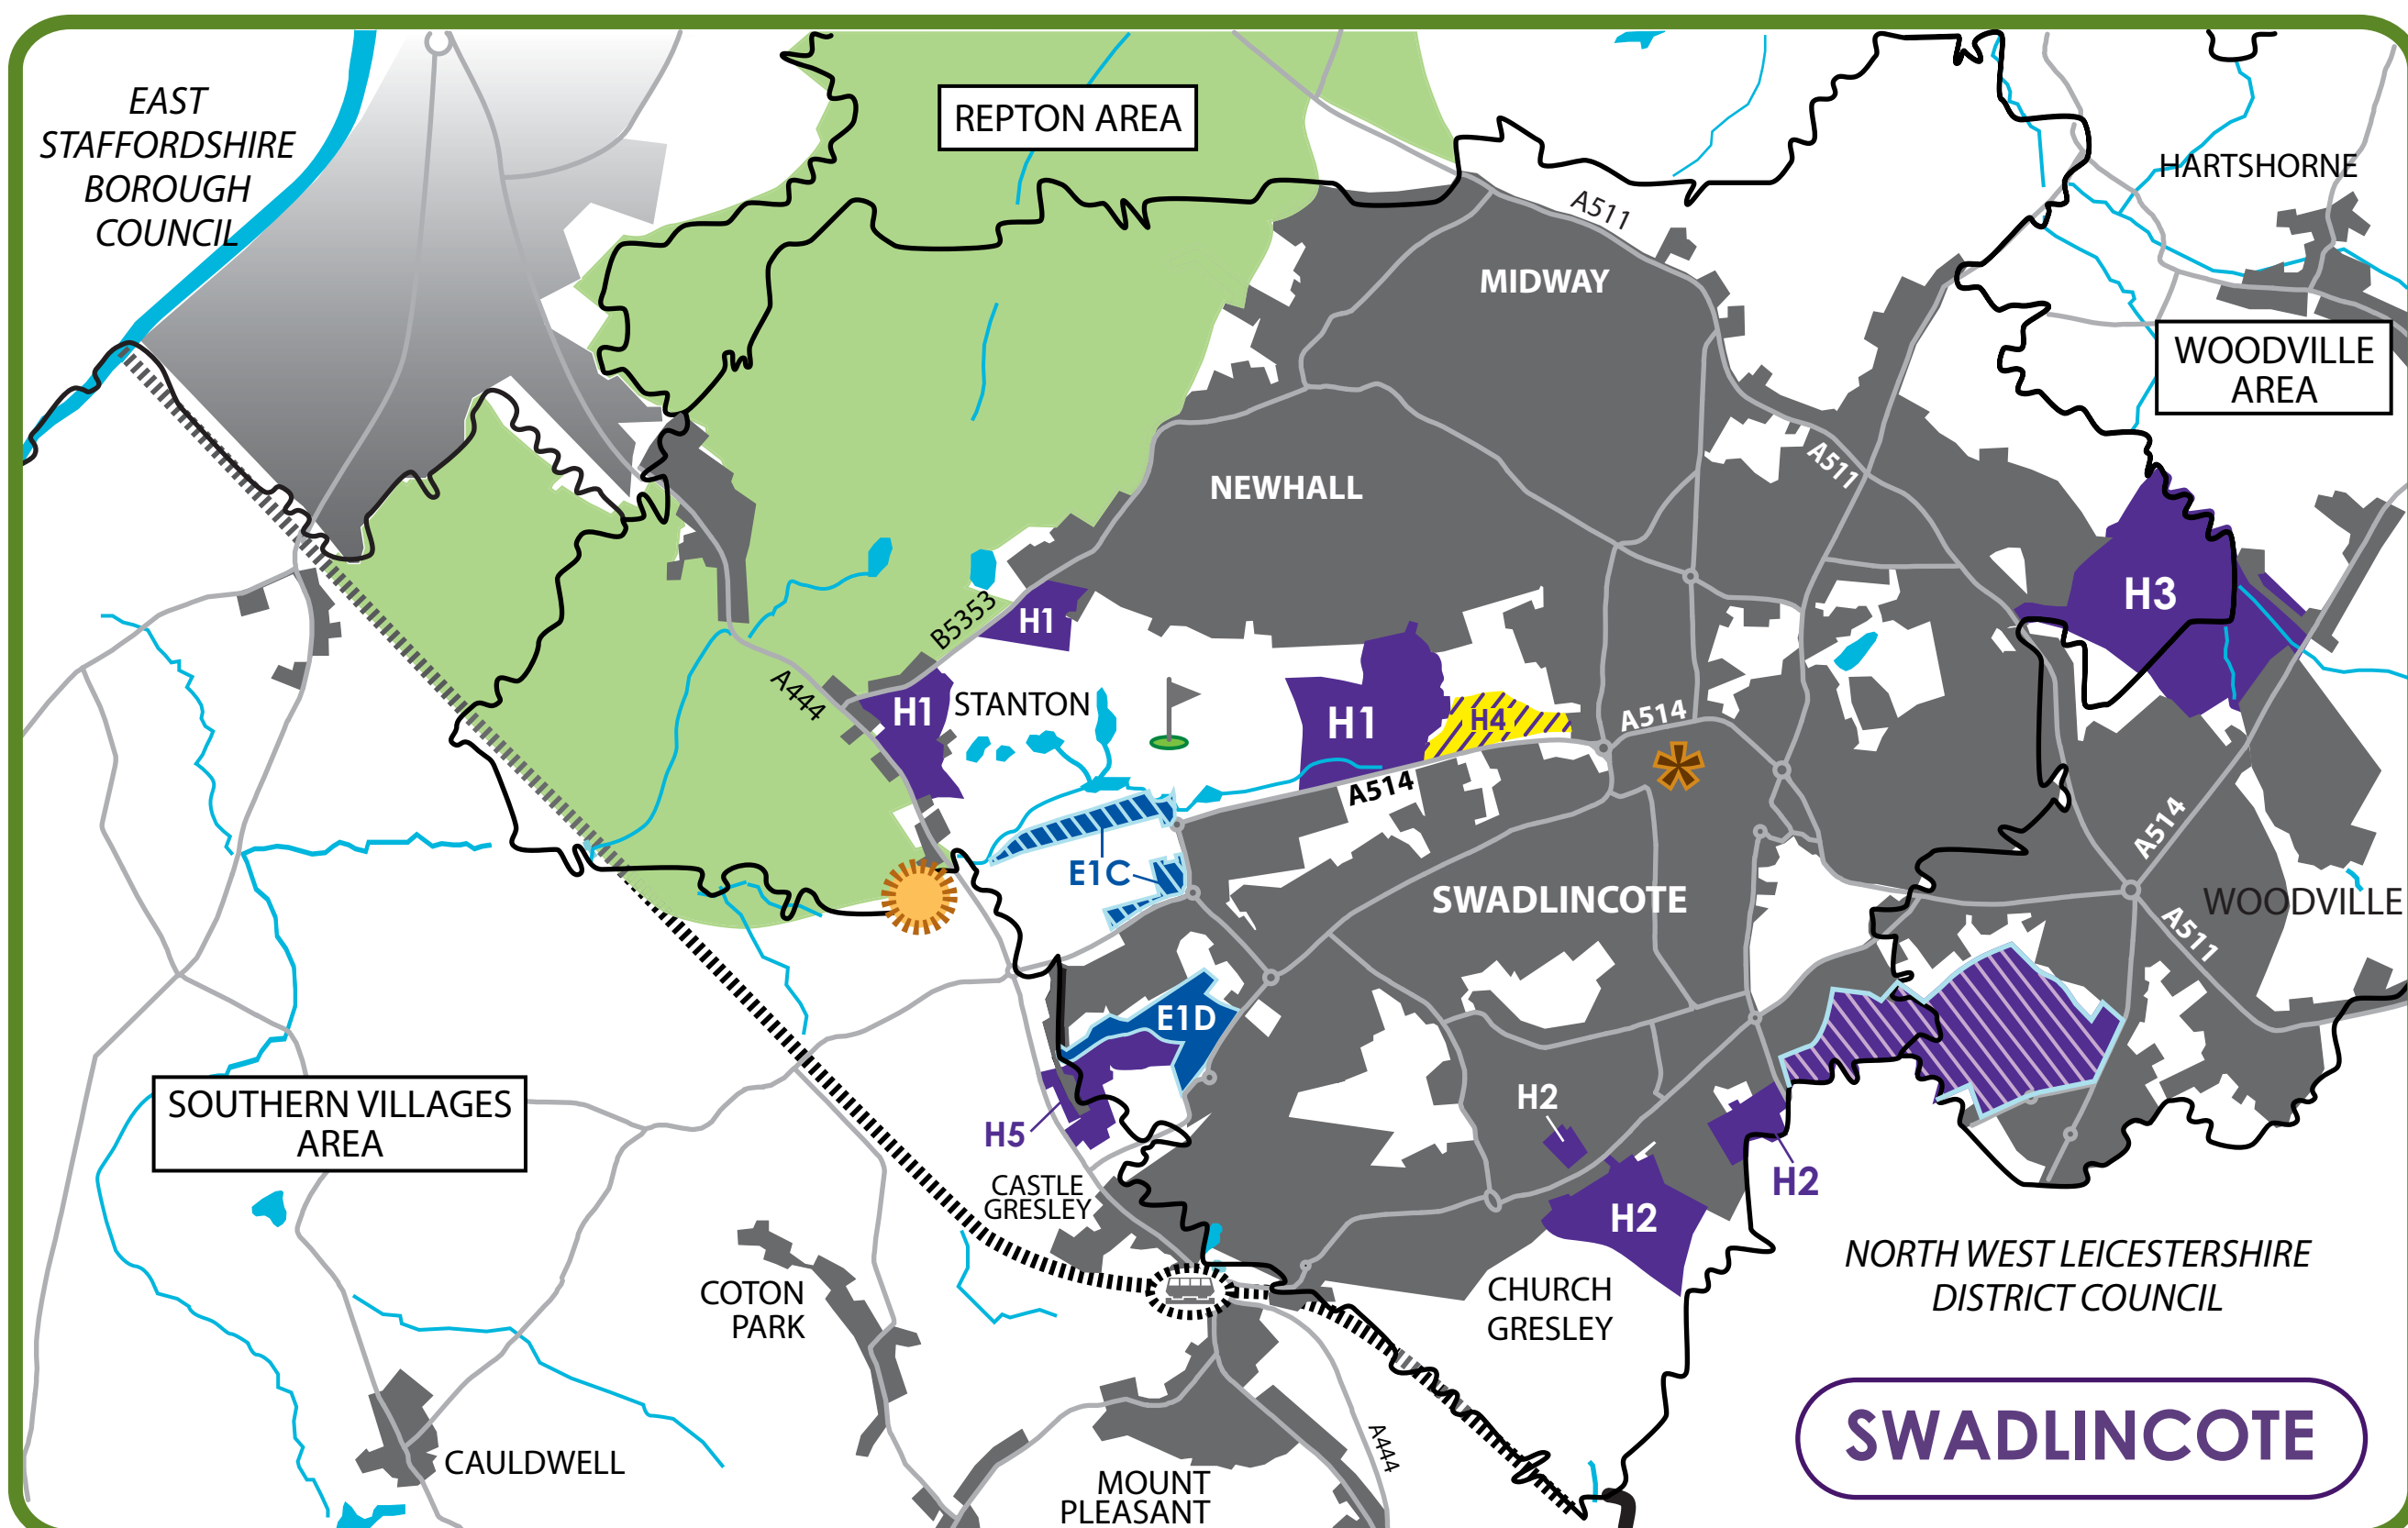 EAST
STAFFORDSHIRE
BOROUGH
COUNCIL
REPTON AREA
A511
HARTSHORNE
MIDWAY
WOODVILLE
AREA
A511
NEWHALL
H3
B5353
H1
A444
H1
STANTON
H1
H4
A514
A514
A514
E1C
SWADLINCOTE
WOODVILLE
A511
E1D
SOUTHERN VILLAGES
AREA
H5
H2
H2
CASTLE
GRESLEY
H2
NORTH WEST LEICESTERSHIRE
DISTRICT COUNCIL
COTON
PARK
CHURCH
GRESLEY
SWADLINCOTE
A444
CAULDWELL
MOUNT
PLEASANT